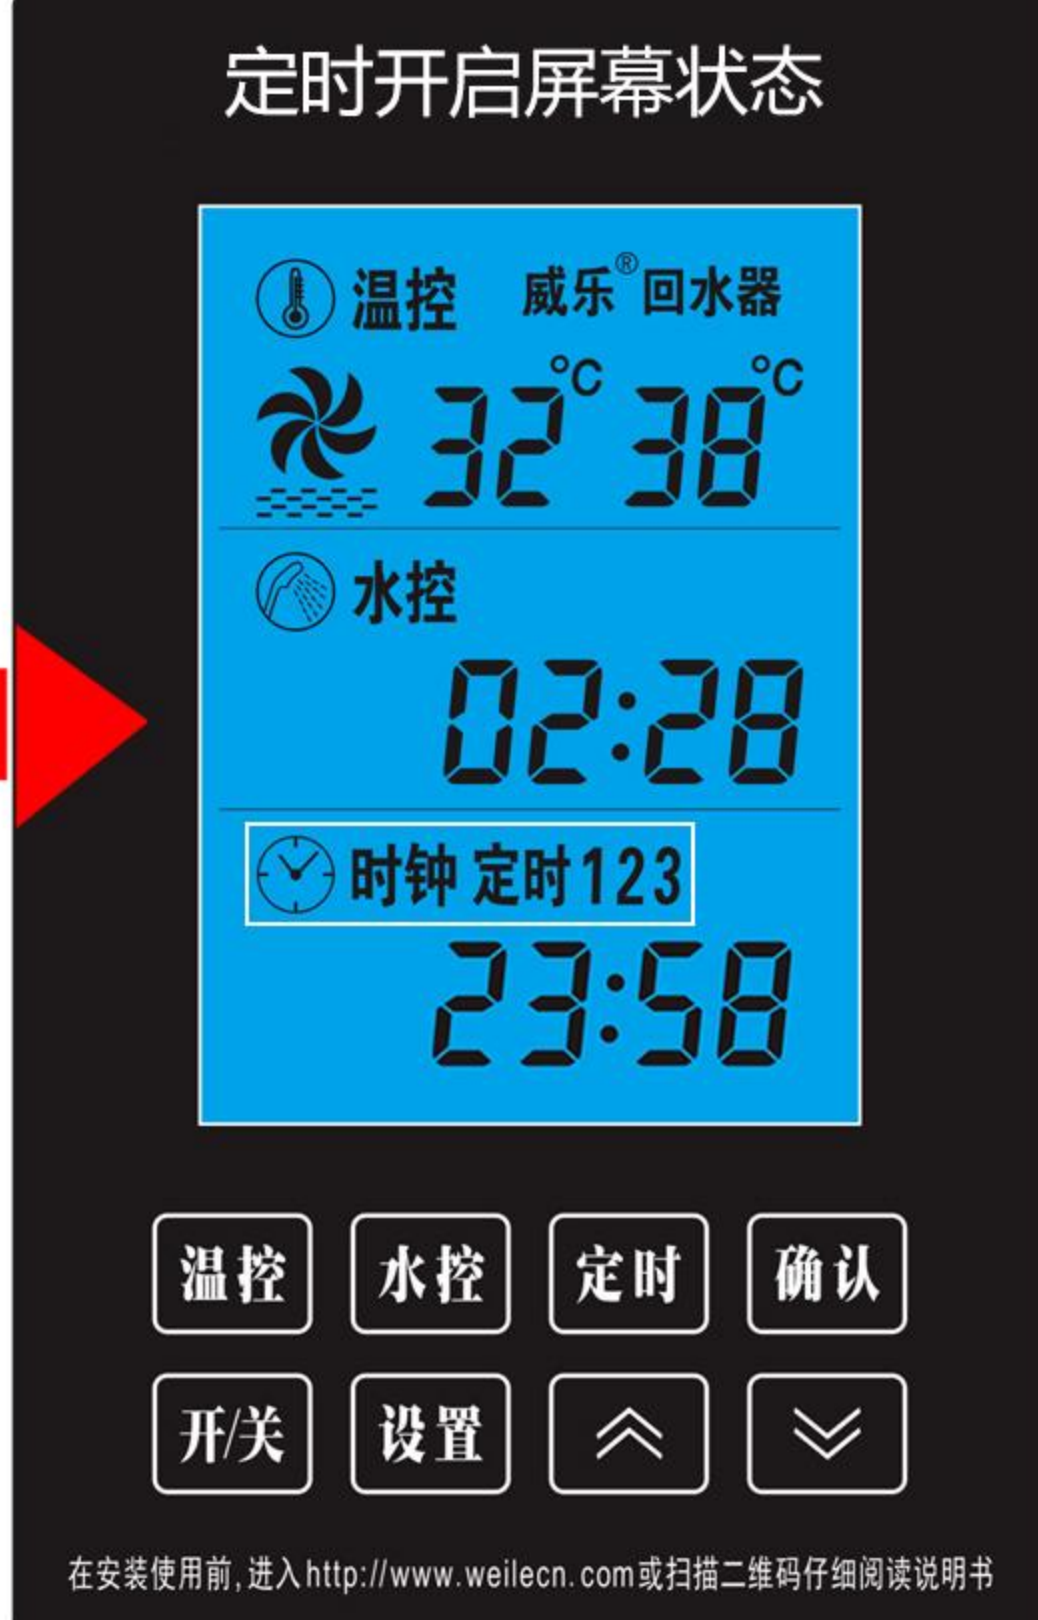 定时开启屏幕状态
温控 威乐®回水器
32℃ 38℃
水控
02:28
时钟 定时123
23:58
温控 水控 定时 确认
开/关 设置
在安装使用前,进入http://www.weilecn.com或扫描二维码仔细阅读说明书